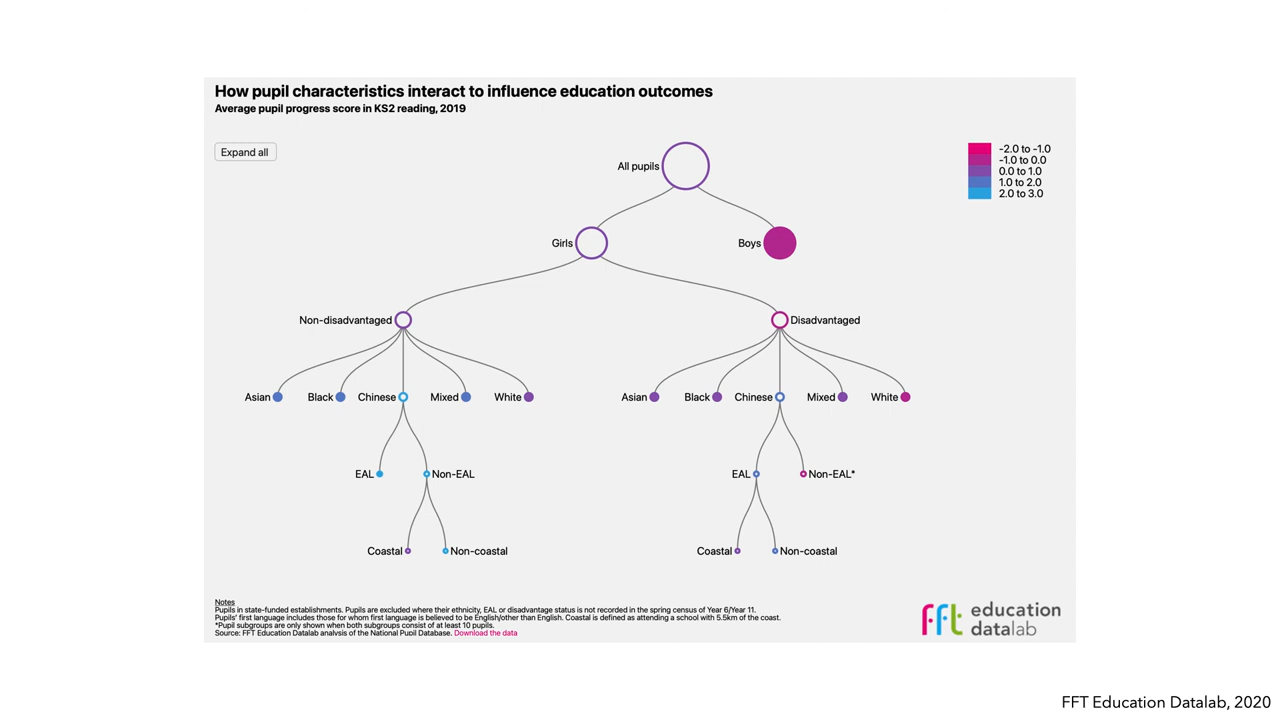 How pupil characteristics interact to influence education outcomes
Average pupil progress score in KS2 reading, 2019
Expand all
All pupils
-2.0 to -1.0
-1.0 to 0.0
0.0 to 1.0
1.0 to 2.0
2.0 to 3.0
Girls
Boys
Non-disadvantaged
Disadvantaged
Asian
Black
Chinese
Mixed
White
Asian
Black
Chinese
Mixed
White
EAL
Non-EAL
EAL
Non-EAL*
Coastal
Non-coastal
Coastal
Non-coastal
Notes
Pupils in state-funded establishments. Pupils are excluded where their ethnicity, EAL or disadvantage status is not recorded in the spring census of Year 6/Year 11.
Pupils' first language includes those for whom first language is believed to be English/other than English. Coastal is defined as attending a school with 5.5km of the coast.
*Pupil subgroups are only shown when both subgroups consist of at least 10 pupils.
Source: FFT Education Datalab analysis of the National Pupil Database. Download the data
fft education
datalab
FFT Education Datalab, 2020